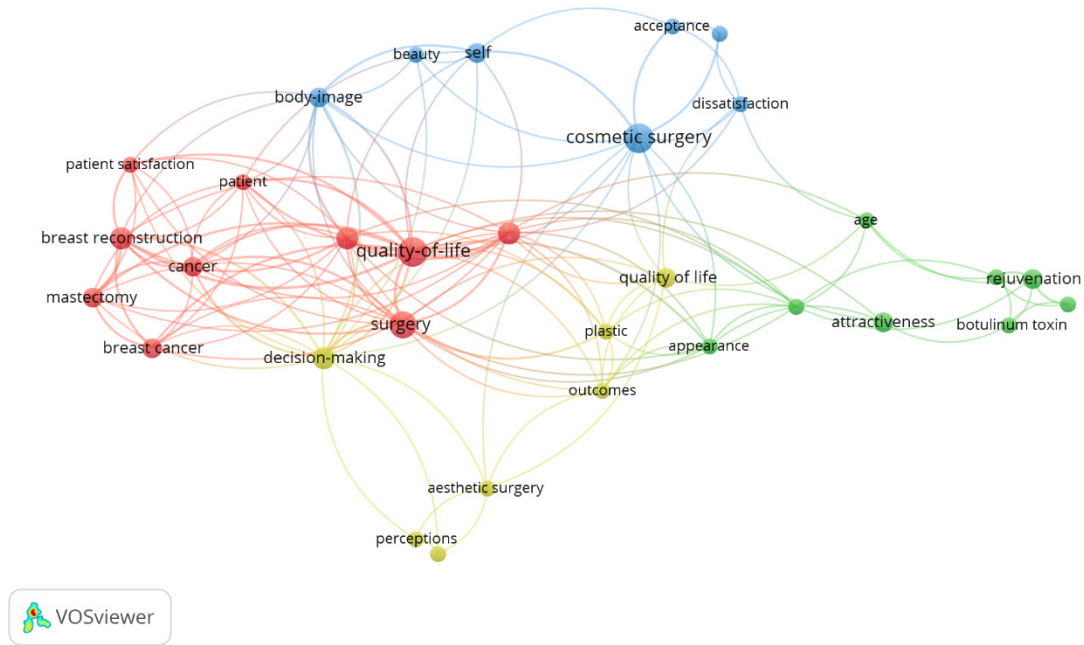 acceptance
beauty
self
body-image
dissatisfaction
cosmetic surgery
patient satisfaction
patient
age
breast reconstruction
quality-of-life
cancer
quality of life
rejuvenation
mastectomy
surgery
attractiveness
botulinum toxin
plastic
breast cancer
appearance
decision-making
outcomes
aesthetic surgery
perceptions
VOSviewer